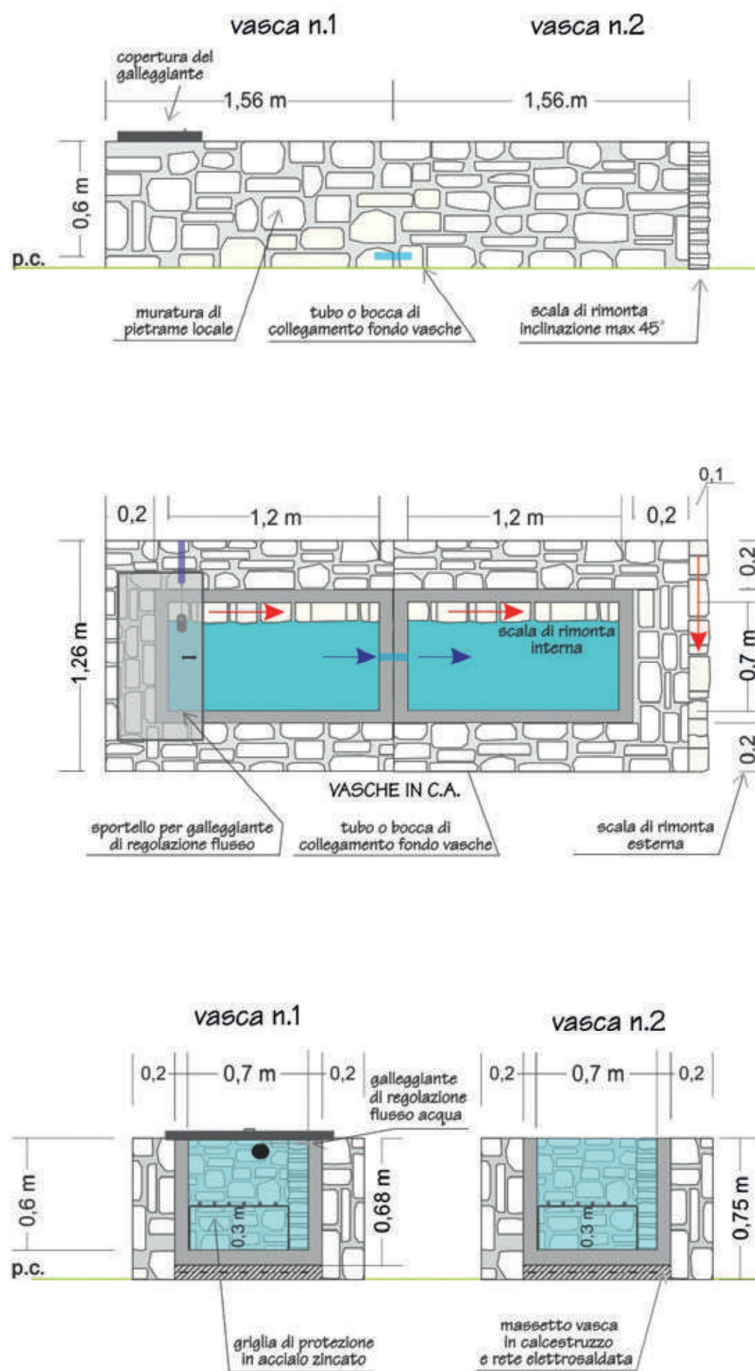 vasca n.1
vasca n.2
copertura del
galleggiante
1,56 m
1,56.m
0,6 m
p.c.
muratura di
pietrame locale
tubo o bocca di
collegamento fondo vasche
scala di rimonta
inclinazione max 45°
0,2
1,2 m
1,2 m
0,2
0,1
1,26 m
0,2
0,7 m
0,2
scala di rimonta
interna
VASCHE IN C.A.
sportello per galleggiante
di regolazione flusso
tubo o bocca di
collegamento fondo vasche
scala di rimonta
esterna
vasca n.1
vasca n.2
0,2
0,7 m
0,2
0,2
0,7 m
0,2
galleggiante
di regolazione
flusso acqua
0,6 m
0,3 m
0,68 m
0,3 m
0,75 m
p.c.
griglia di protezione
in acciaio zincato
massetto vasca
in calcestruzzo
e rete elettrosaldata